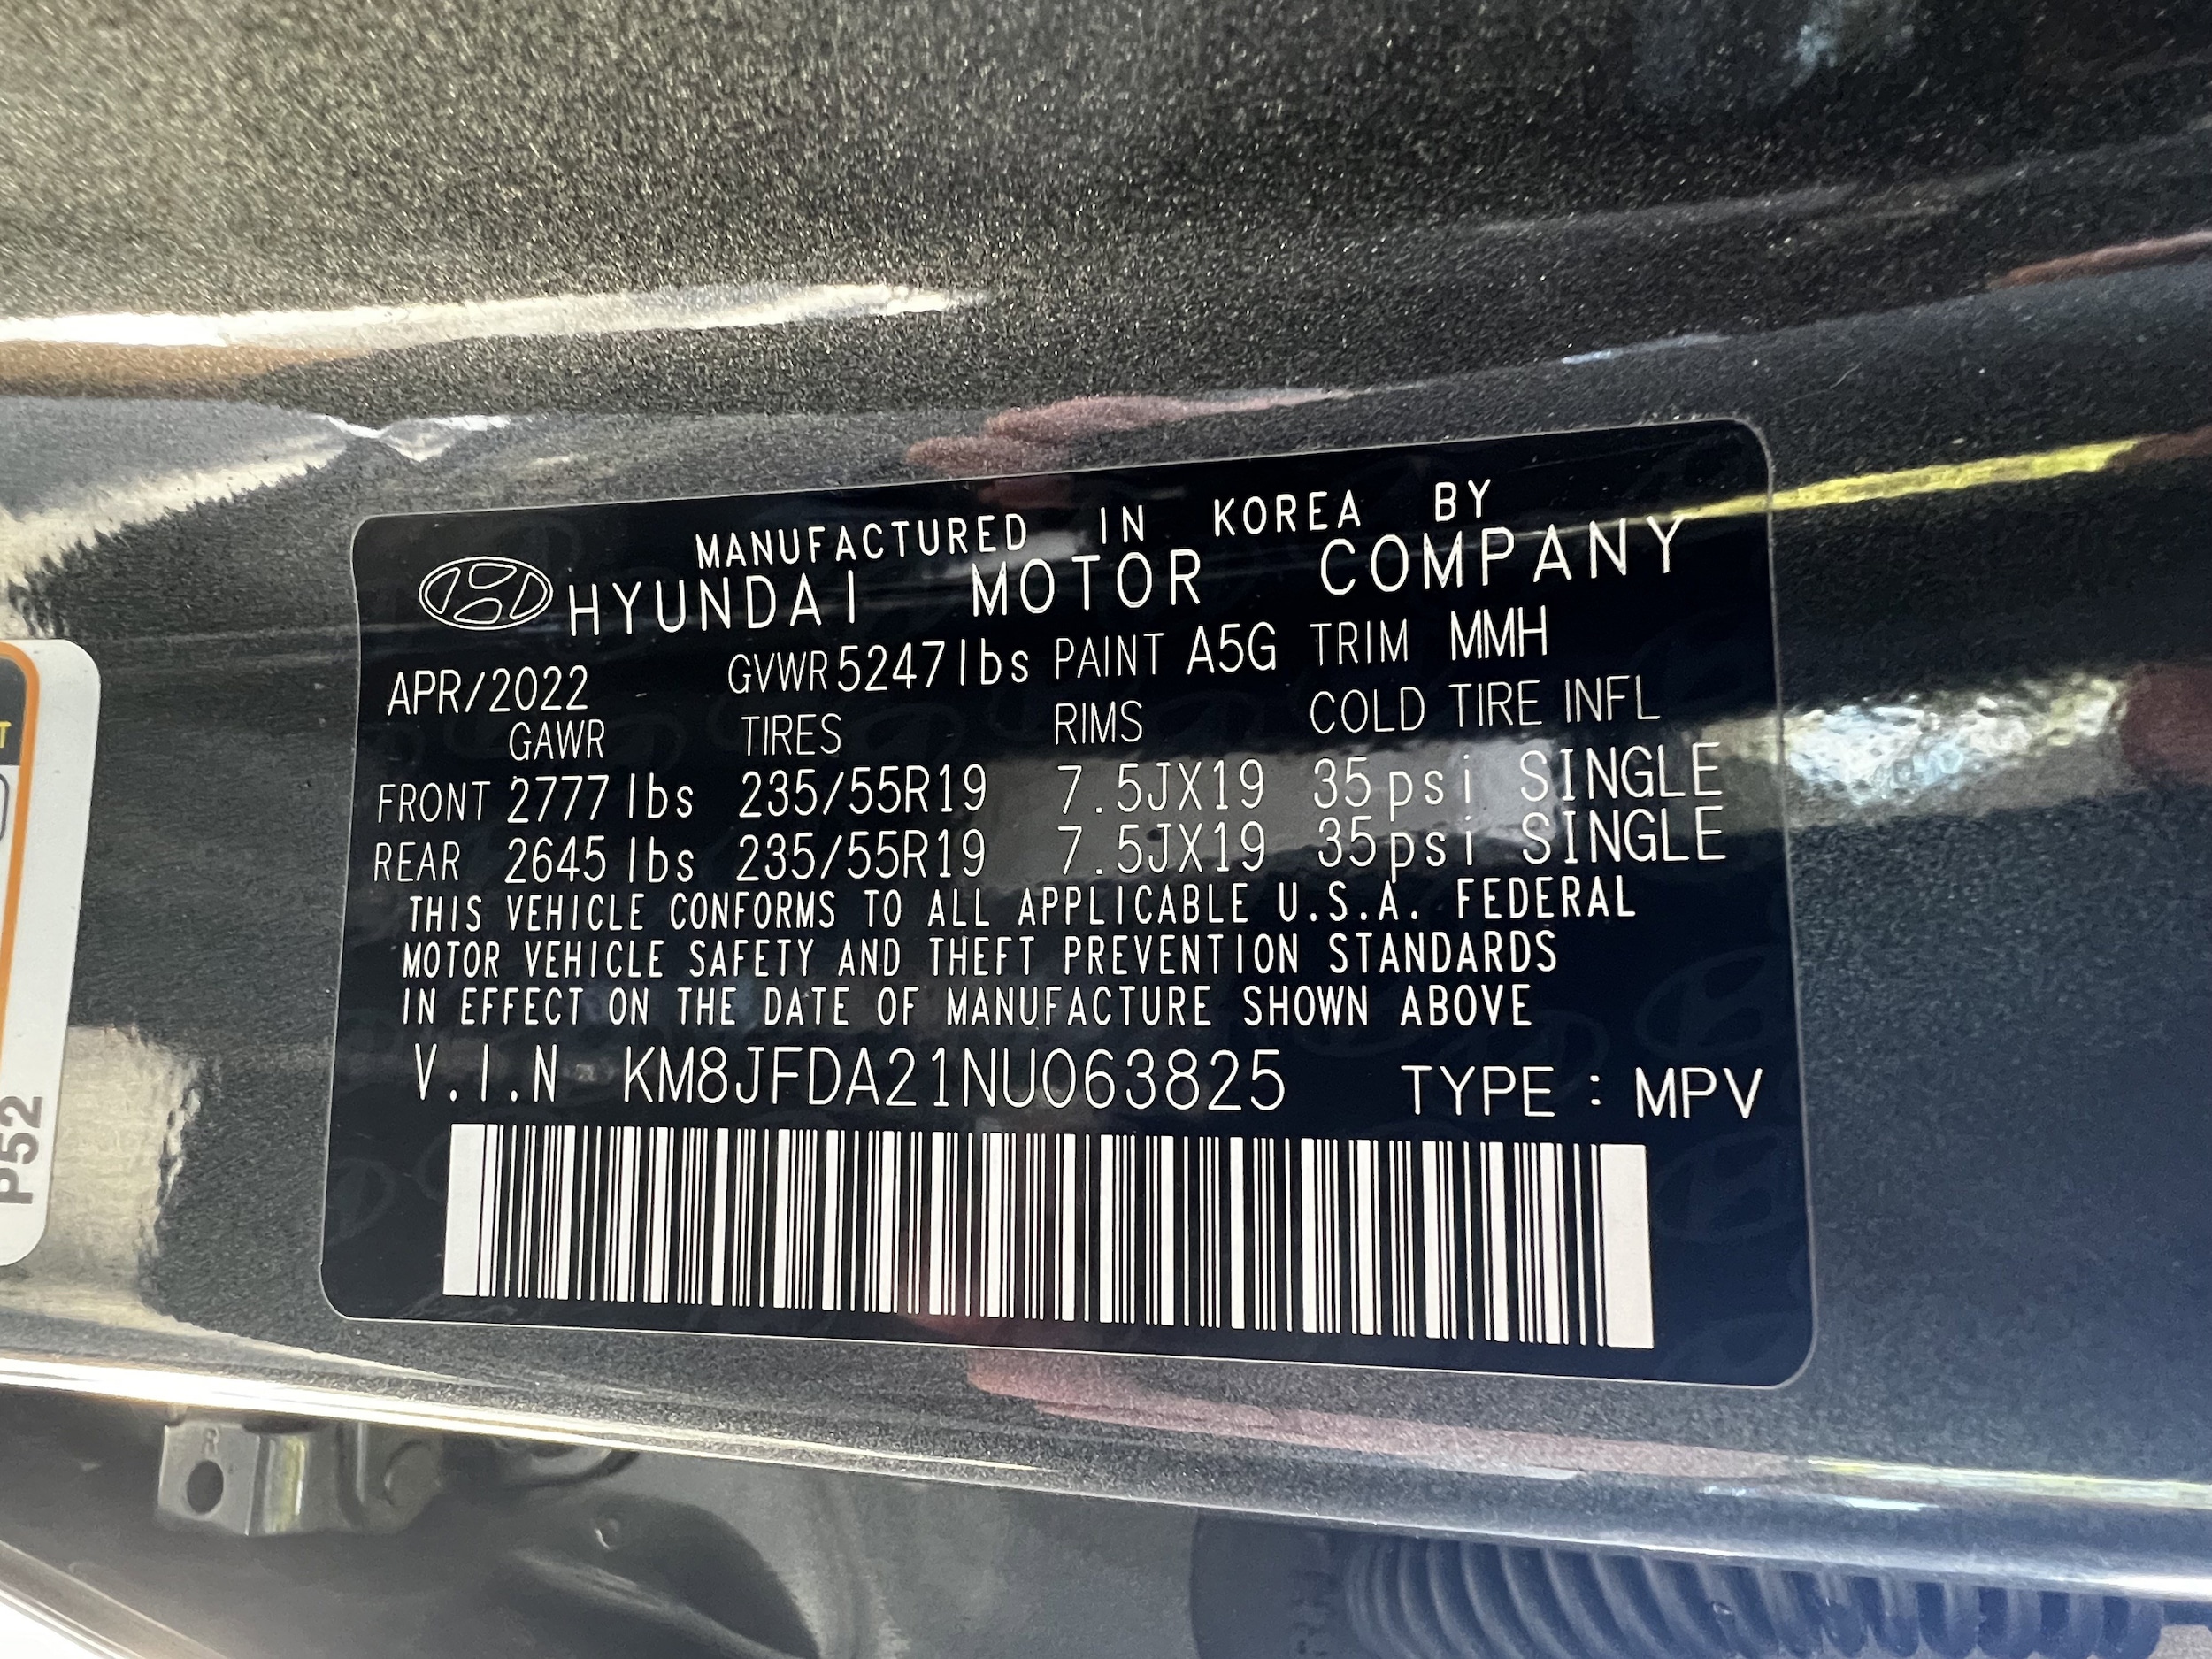 MANUFACTURED IN KOREA BY
HYUNDAI MOTOR COMPANY
APR/2022 GVWR 5247lbs PAINT A5G TRIM MMH
GAWR TIRES RIMS COLD TIRE INFL
FRONT 2777 lbs 235/55R19 7.5JX19 35psi SINGLE
REAR 2645 lbs 235/55R19 7.5JX19 35psi SINGLE
THIS VEHICLE CONFORMS TO ALL APPLICABLE U.S.A. FEDERAL
MOTOR VEHICLE SAFETY AND THEFT PREVENTION STANDARDS
IN EFFECT ON THE DATE OF MANUFACTURE SHOWN ABOVE
V.I.N KM8JFDA21NU063825 TYPE : MPV
P52
T
R